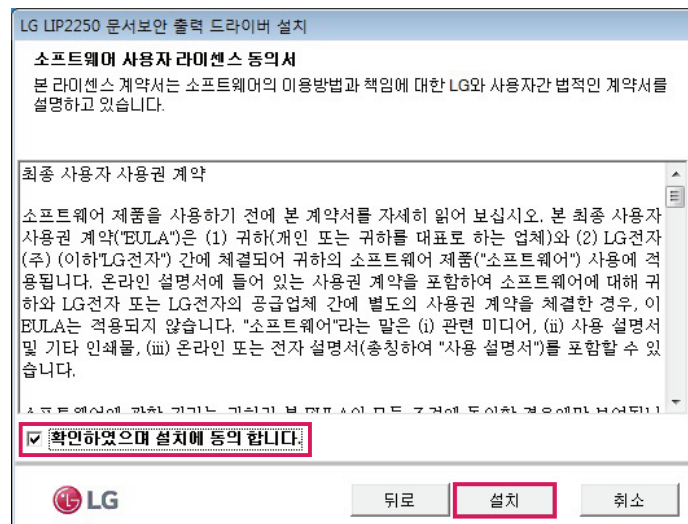 LG LIP2250 문서보안 출력 드라이버 설치
소프트웨어 사용자 라이센스 동의서
본 라이센스 계약서는 소프트웨어의 이용방법과 책임에 대한 LG와 사용자간 법적인 계약서를
설명하고 있습니다.
최종 사용자 사용권 계약
소프트웨어 제품을 사용하기 전에 본 계약서를 자세히 읽어 보십시오. 본 최종 사용자
사용권 계약("EULA")은 (1) 귀하(개인 또는 귀하를 대표로 하는 업체)와 (2) LG전자
(주) (이하"LG전자") 간에 체결되어 귀하의 소프트웨어 제품("소프트웨어") 사용에 적
용됩니다. 온라인 설명서에 들어 있는 사용권 계약을 포함하여 소프트웨어에 대해 귀
하와 LG전자 또는 LG전자의 공급업체 간에 별도의 사용권 계약을 체결한 경우, 이
EULA는 적용되지 않습니다. "소프트웨어"라는 말은 (i) 관련 미디어, (ii) 사용 설명서
및 기타 인쇄물, (iii) 온라인 또는 전자 설명서(총칭하여 "사용 설명서")를 포함할 수 있
습니다.
확인하였으며 설치에 동의 합니다.
LG
뒤로
설치
취소